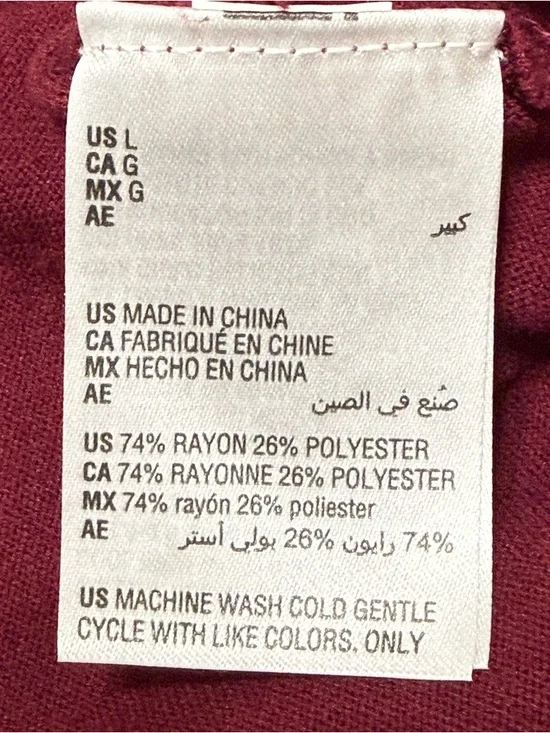 US L
CA G
MX G
AE كبير
US MADE IN CHINA
CA FABRIQUÉ EN CHINE
MX HECHO EN CHINA
AE صُنع في الصين
US 74% RAYON 26% POLYESTER
CA 74% RAYONNE 26% POLYESTER
MX 74% rayón 26% poliester
AE 74% رايون 26% بولي أستر
US MACHINE WASH COLD GENTLE
CYCLE WITH LIKE COLORS. ONLY